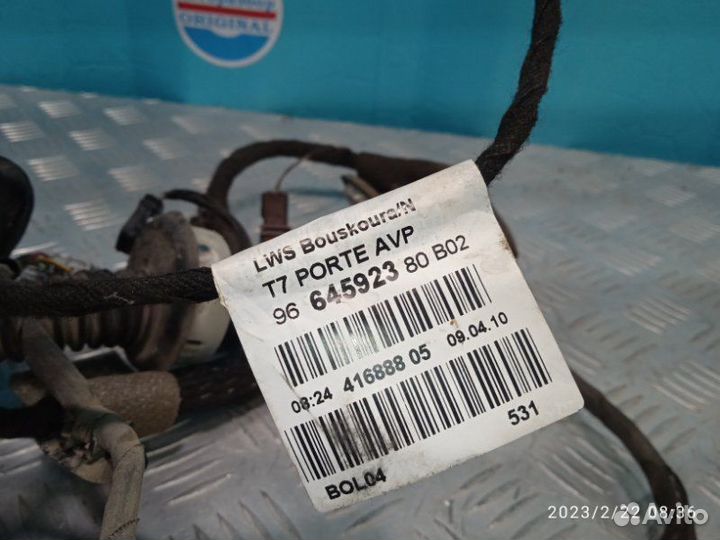 ORIGINAL
LWS Bouskoura/N
T7 PORTE AVP
96 645923 80 B02
08:24 416888 05 09.04.10
531
BOL04
2023/2/22 08:36
Avito